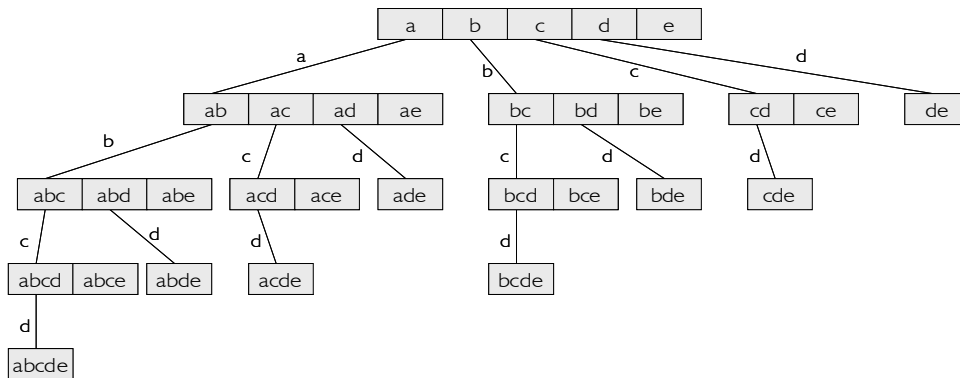 a b c d e
a b c d
ab ac ad ae bc bd be cd ce de
b c d c d d
abc abd abe acd ace ade bcd bce bde cde
c d d d
abcd abce abde acde bcde
d
abcde